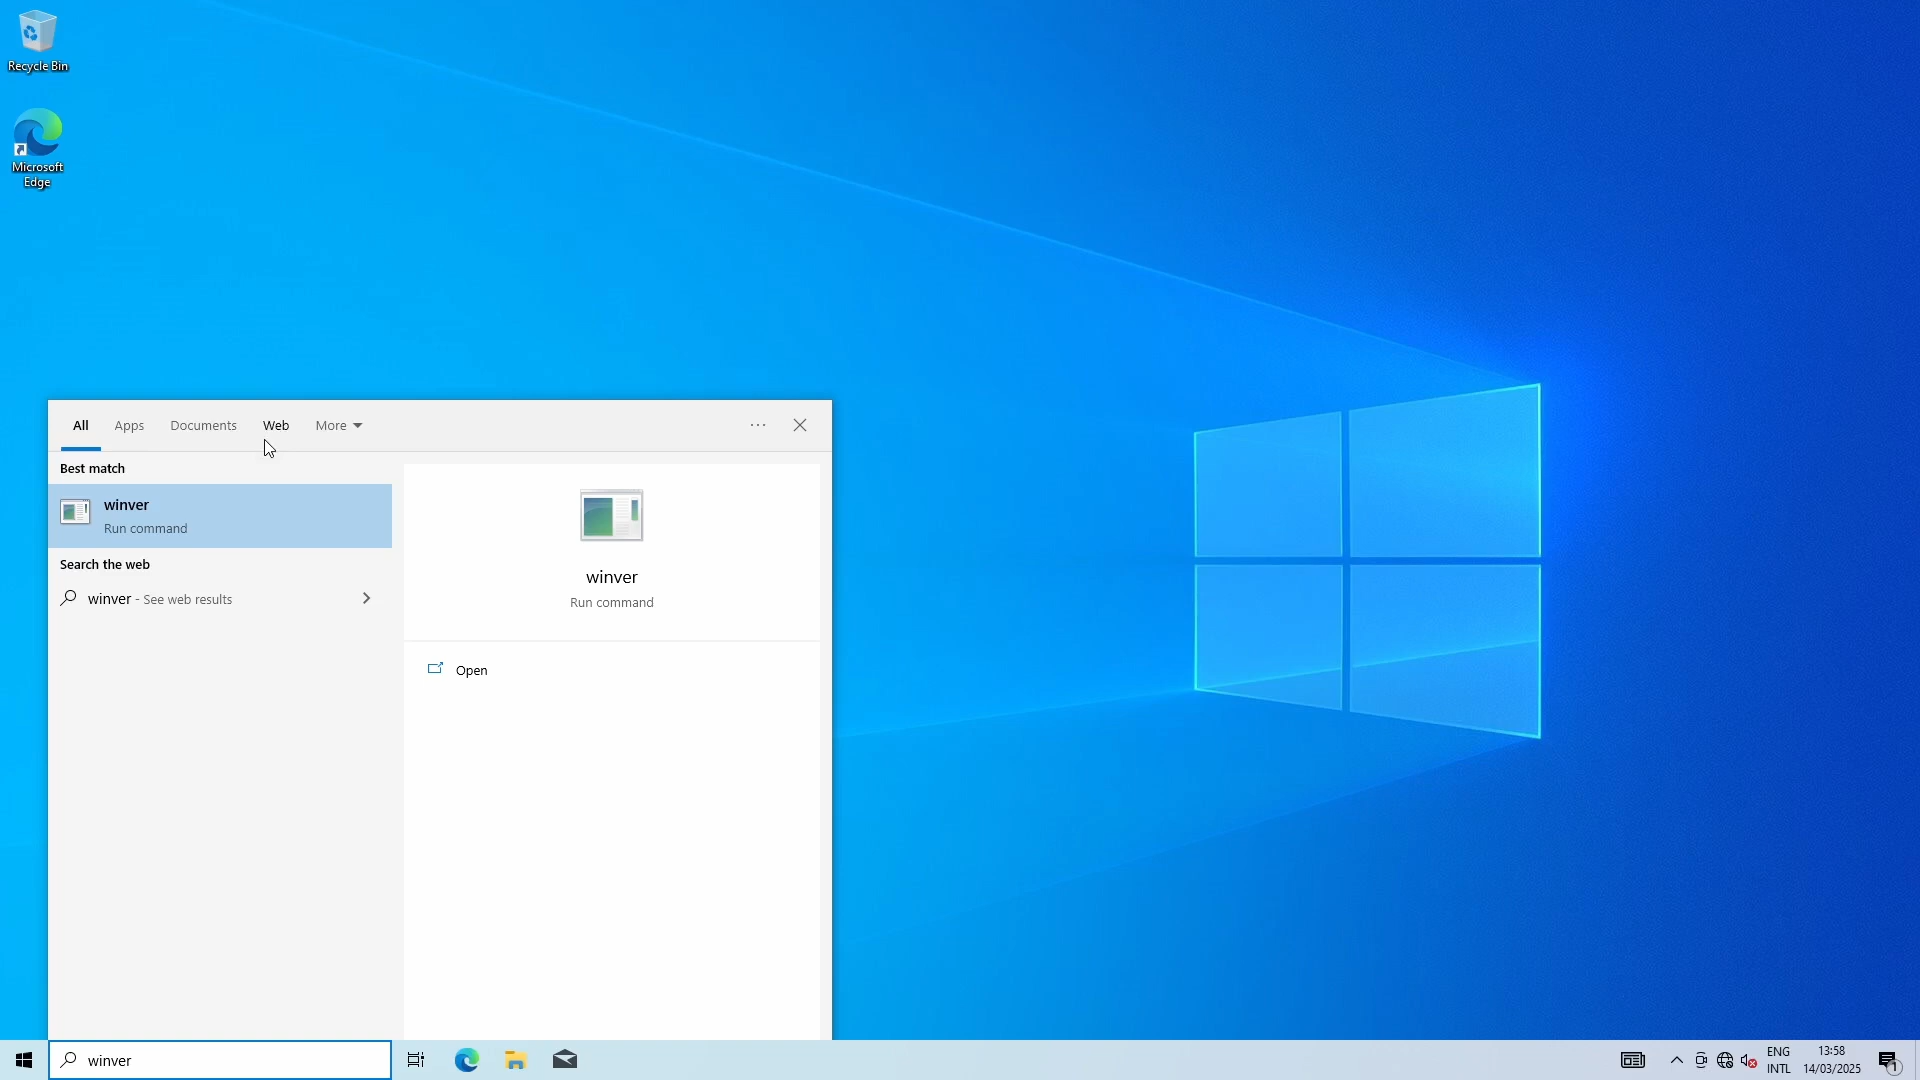 Recycle Bin
Microsoft
Edge
All Apps Documents Web More
Best match
winver
Run command
Search the web
winver - See web results
winver
Run command
Open
winver
ENG
INTL
13:58
14/03/2025
1